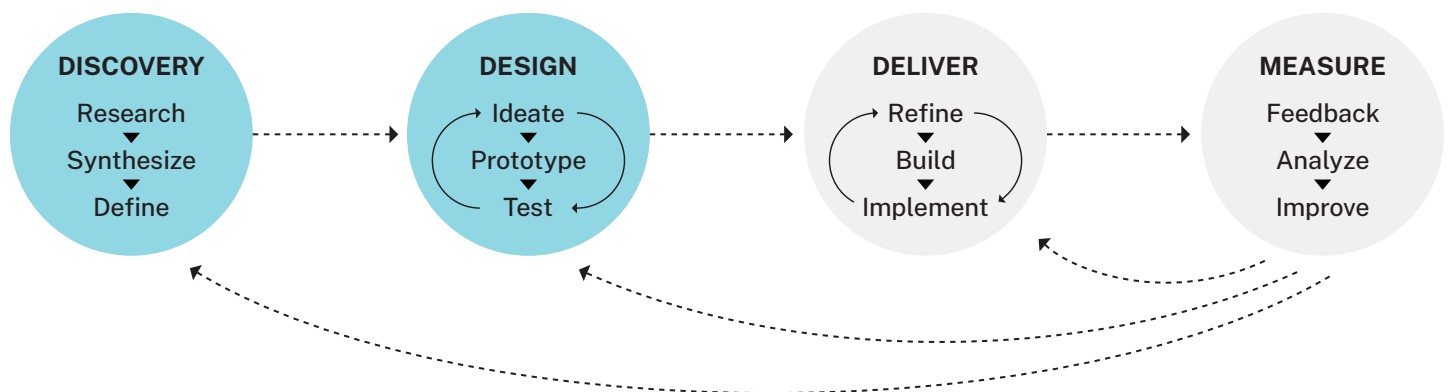 DISCOVERY
Research
Synthesize
Define
DESIGN
Ideate
Prototype
Test
DELIVER
Refine
Build
Implement
MEASURE
Feedback
Analyze
Improve